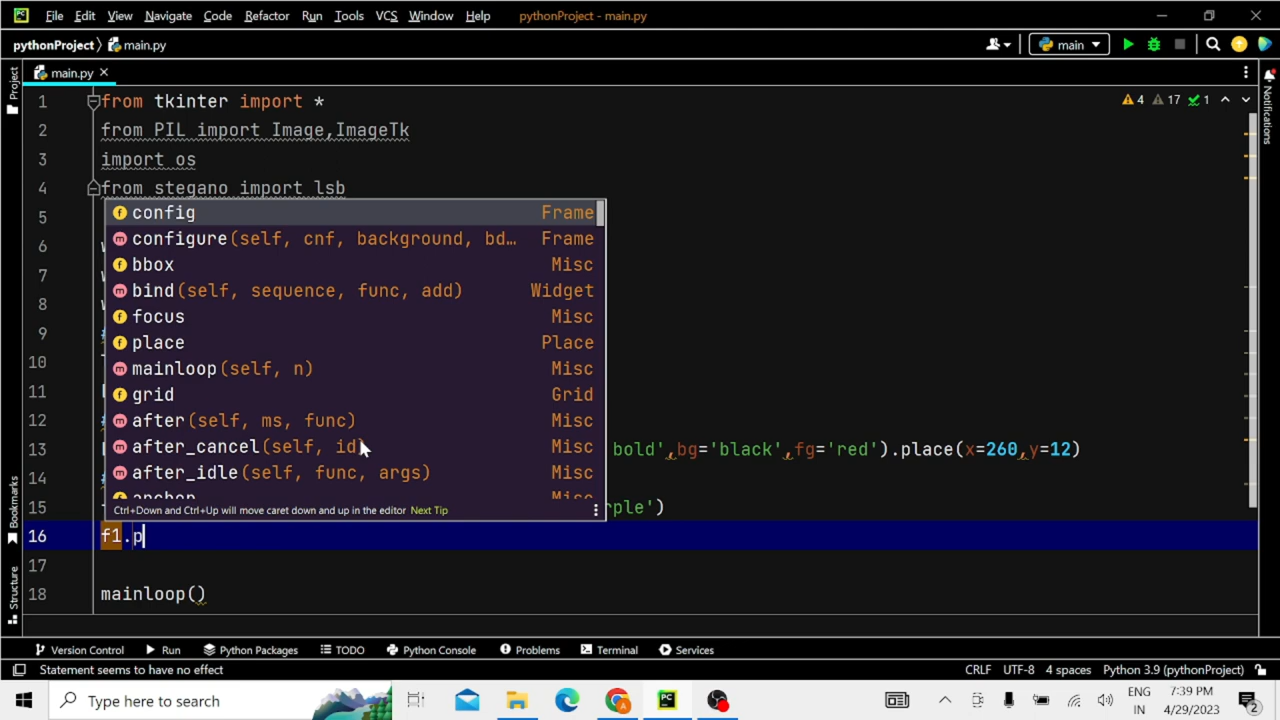 File Edit View Navigate Code Refactor Run Tools VCS Window Help pythonProject - main.py
pythonProject main.py main
main.py
1 from tkinter import *
2 from PIL import Image,ImageTk
3 import os
4 from stegano import lsb
4 17 1
5
6
7
8
9
10
11
12
13 bold',bg='black',fg='red').place(x=260,y=12)
14
15 ple')
16 f1.p
17
18 mainloop()
config Frame
configure(self, cnf, background, bd… Frame
bbox Misc
bind(self, sequence, func, add) Widget
focus Misc
place Place
mainloop(self, n) Misc
grid Grid
after(self, ms, func) Misc
after_cancel(self, id) Misc
after_idle(self, func, args) Misc
anchor Misc
Ctrl+Down and Ctrl+Up will move caret down and up in the editor Next Tip
Project
Bookmarks
Structure
Notifications
Version Control Run Python Packages TODO Python Console Problems Terminal Services
Statement seems to have no effect CRLF UTF-8 4 spaces Python 3.9 (pythonProject)
Type here to search
ENG
IN
7:39 PM
4/29/2023
2